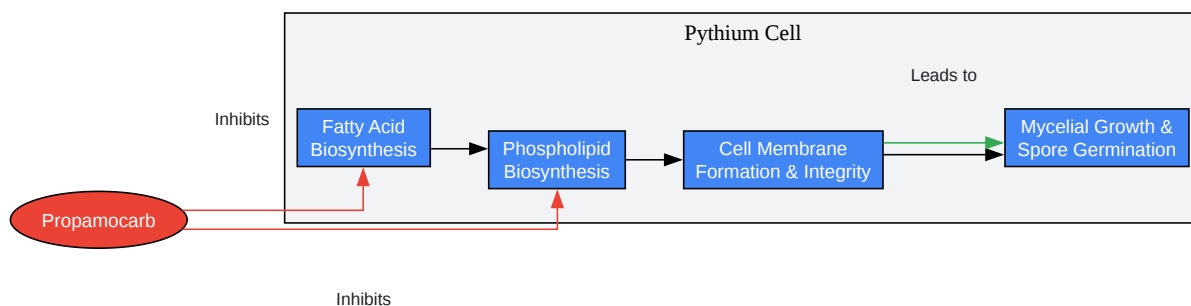 Pythium Cell
Leads to
Inhibits
Fatty Acid
Biosynthesis
Phospholipid
Biosynthesis
Cell Membrane
Formation & Integrity
Mycelial Growth &
Spore Germination
Propamocarb
Inhibits